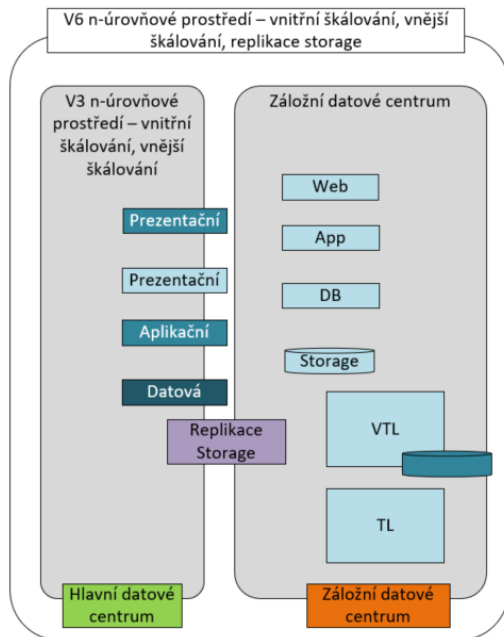 V6 n-úrovňové prostředí – vnitřní škálování, vnější
škálování, replikace storage
V3 n-úrovňové
prostředí – vnitřní
škálování, vnější
škálování
Prezentační
Prezentační
Aplikační
Datová
Replikace
Storage
Hlavní datové
centrum
Záložní datové centrum
Web
App
DB
Storage
VTL
TL
Záložní datové
centrum